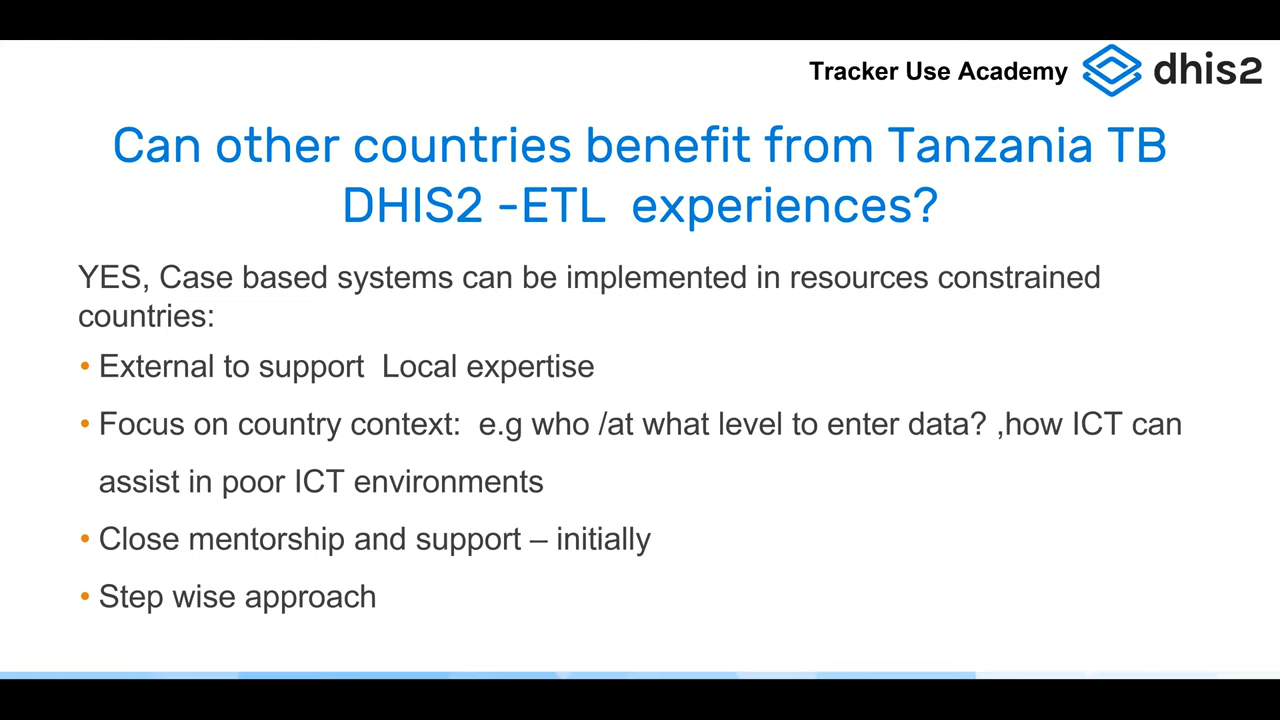 Tracker Use Academy dhis2
Can other countries benefit from Tanzania TB
DHIS2 -ETL experiences?
YES, Case based systems can be implemented in resources constrained
countries:
• External to support Local expertise
• Focus on country context: e.g who /at what level to enter data? ,how ICT can
assist in poor ICT environments
• Close mentorship and support – initially
• Step wise approach